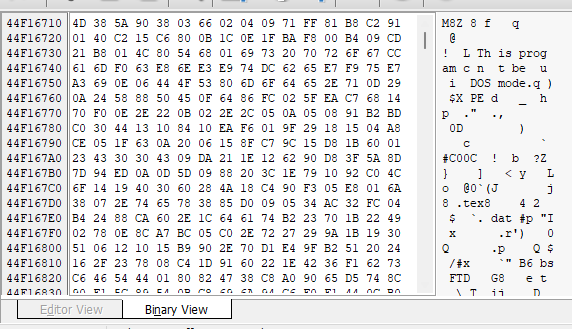 44F16710 4D 38 5A 90 38 03 66 02 04 09 71 FF 81 B8 C2 91 M8Z 8 f q
44F16720 01 40 C2 15 C6 80 0B 1C 0E 1F BA F8 00 B4 09 CD @
44F16730 21 B8 01 4C 80 54 68 01 69 73 20 70 72 6F 67 CC ! L Th is prog
44F16740 61 6D F0 63 E8 6E E3 E9 74 DC 62 65 E7 F9 75 E7 am c n t be u
44F16750 A3 69 0E 06 44 4F 53 80 6D 6F 64 65 2E 71 0D 29 i DOS mode.q )
44F16760 0A 24 58 88 50 45 0F 64 86 FC 02 5F EA C7 68 14 $X PE d _ h
44F16770 70 F0 0E 2E 22 0B 02 2E 2C 05 0A 05 08 91 B2 BD p ." .,
44F16780 C0 30 44 13 10 84 10 EA F6 01 9F 29 18 15 04 A8 0D )
44F16790 CE 05 1F 63 0A 20 06 15 8F C7 9C 15 D8 1B 60 01 c `
44F167A0 23 43 30 30 43 09 DA 21 1E 12 62 90 D8 3F 5A 8D #C00C ! b ?Z
44F167B0 7D 94 ED 0A 0D 5D 09 88 20 3C 1E 79 10 92 C0 4C } ] < y L
44F167C0 6F 14 19 40 30 60 28 4A 18 C4 90 F3 05 E8 01 6A o @0`(J j
44F167D0 38 07 2E 74 65 78 38 85 D0 09 05 34 AC 32 FC 04 8 .tex8 4 2
44F167E0 B4 24 88 CA 60 2E 1C 64 61 74 B2 23 70 1B 22 49 $ `. dat #p "I
44F167F0 02 78 0E 8C A7 BC 05 C0 2E 72 27 29 9A 1B 19 30 x .r') 0
44F16800 51 06 12 10 15 B9 90 2E 70 D1 E4 9F B2 51 20 24 Q .p Q $
44F16810 16 2F 23 78 08 C4 1D 91 60 22 1E 42 36 F1 62 73 /#x `" B6 bs
44F16820 C6 46 54 44 01 80 82 47 38 C8 A0 90 65 D5 74 8C FTD G8 e t
Editor View Binary View